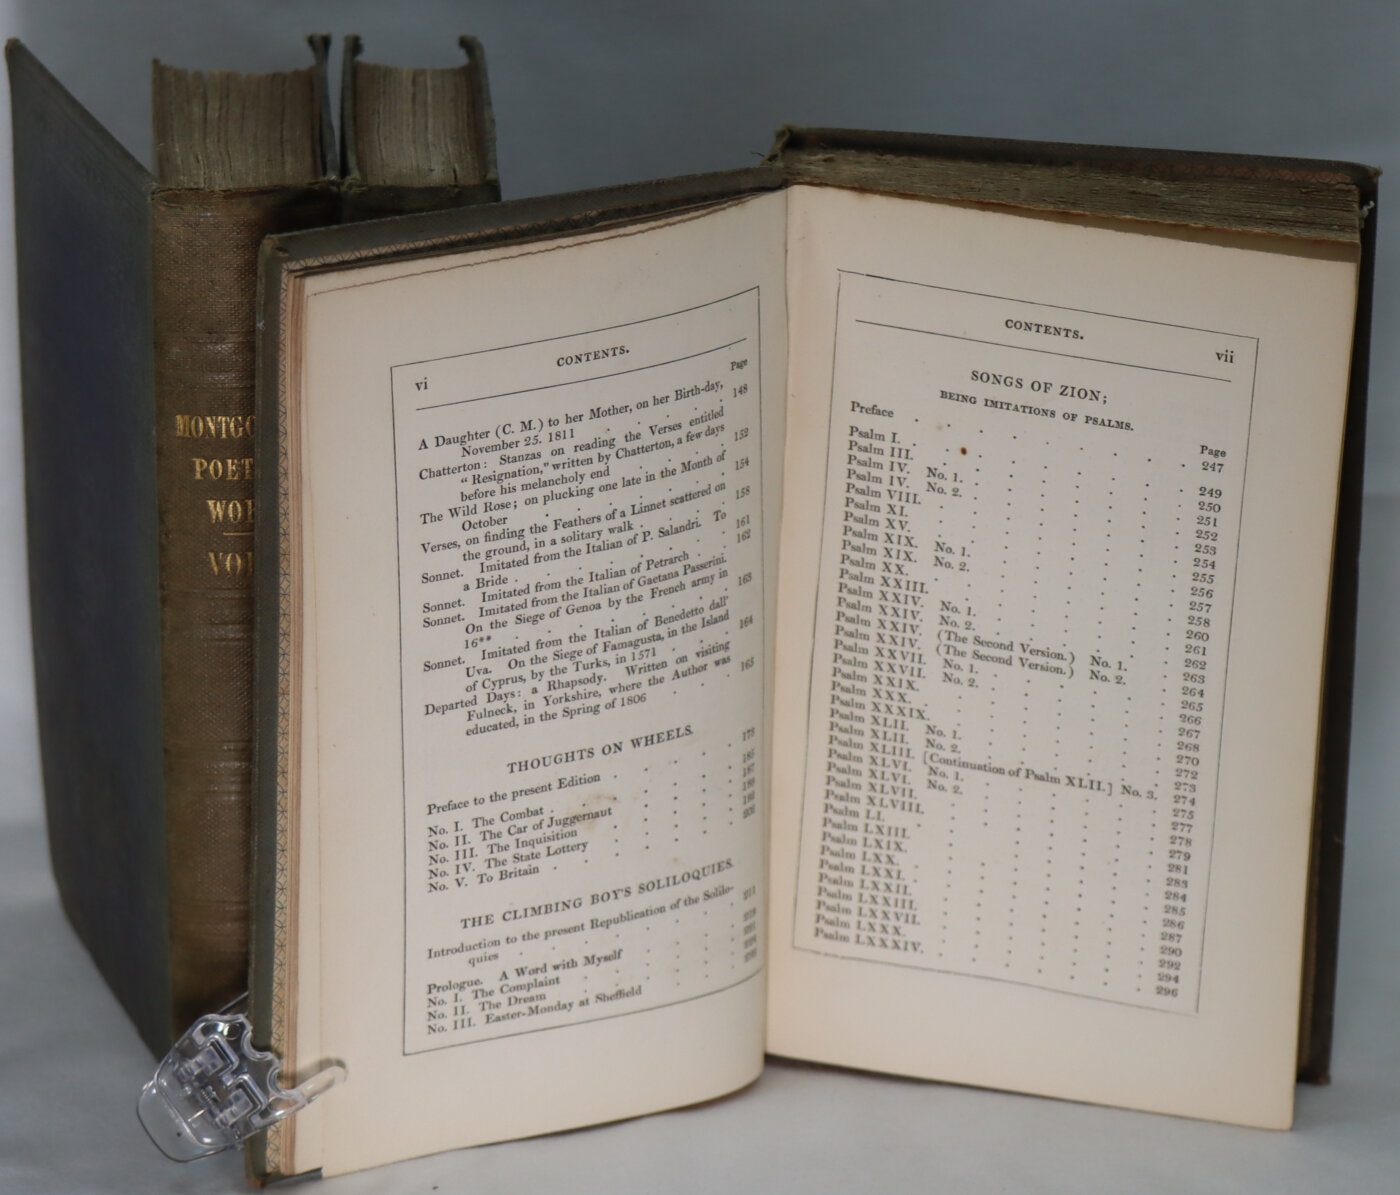 MONTGO
POET
WOR
VOL
vi
CONTENTS.
Page
A Daughter (C. M.) to her Mother, on her Birth-day,
November 25. 1811 . . . . . 148
Chatterton: Stanzas on reading the Verses entitled
"Resignation," written by Chatterton, a few days
before his melancholy end . . . . 152
The Wild Rose; on plucking one late in the Month of
October . . . . . . 154
Verses, on finding the Feathers of a Linnet scattered on
the ground, in a solitary walk . . . . 158
Sonnet. Imitated from the Italian of P. Salandri. To
a Bride . . . . . . 161
Sonnet. Imitated from the Italian of Petrarch . . 162
Sonnet. Imitated from the Italian of Gaetana Passerini.
On the Siege of Genoa by the French army in
16** . . . . . . 163
Sonnet. Imitated from the Italian of Benedetto dall'
Uva. On the Siege of Famagusta, in the Island
of Cyprus, by the Turks, in 1571 . . . 164
Departed Days: a Rhapsody. Written on visiting
Fulneck, in Yorkshire, where the Author was
educated, in the Spring of 1806 . . . 165
THOUGHTS ON WHEELS.
Preface to the present Edition . . . . 173
No. I. The Combat . . . . . 185
No. II. The Car of Juggernaut . . . . 187
No. III. The Inquisition . . . .
No. IV. The State Lottery . . . .
No. V. To Britain . . . .
THE CLIMBING BOY'S SOLILOQUIES.
Introduction to the present Republication of the Solilo-
quies . . . . . . 211
Prologue. A Word with Myself . . . . 219
No. I. The Complaint . . . .
No. II. The Dream . . . .
No. III. Easter-Monday at Sheffield . .
CONTENTS.
vii
SONGS OF ZION;
BEING IMITATIONS OF PSALMS.
Page
Preface . . . . . . 247
Psalm I. . . . . . . 249
Psalm III. . . . . . . 250
Psalm IV. No. 1. . . . . . 251
Psalm IV. No. 2. . . . . . 252
Psalm VIII. . . . . . . 253
Psalm XI. . . . . . . 254
Psalm XV. . . . . . . 255
Psalm XIX. No. 1. . . . . . 256
Psalm XIX. No. 2. . . . . . 257
Psalm XX. . . . . . . 258
Psalm XXIII. . . . . . . 260
Psalm XXIV. No. 1. . . . . . 261
Psalm XXIV. No. 2. . . . . . 262
Psalm XXIV. (The Second Version.) No. 1. . 263
Psalm XXIV. (The Second Version.) No. 2. . 264
Psalm XXVII. No. 1. . . . . . 265
Psalm XXVII. No. 2. . . . . . 266
Psalm XXIX. . . . . . . 267
Psalm XXX. . . . . . . 268
Psalm XXXIX. . . . . . . 270
Psalm XLII. No. 1. . . . . . 272
Psalm XLII. No. 2. . . . . . 273
Psalm XLIII. [Continuation of Psalm XLII.] No. 3. 274
Psalm XLVI. No. 1. . . . . . 275
Psalm XLVI. No. 2. . . . . . 277
Psalm XLVII. . . . . . . 278
Psalm XLVIII. . . . . . . 279
Psalm LI. . . . . . . 281
Psalm LXIII. . . . . . . 283
Psalm LXIX. . . . . . . 284
Psalm LXX. . . . . . . 285
Psalm LXXI. . . . . . . 286
Psalm LXXII. . . . . . . 287
Psalm LXXIII. . . . . . . 290
Psalm LXXVII. . . . . . . 292
Psalm LXXX. . . . . . . 294
Psalm LXXXIV. . . . . . . 296